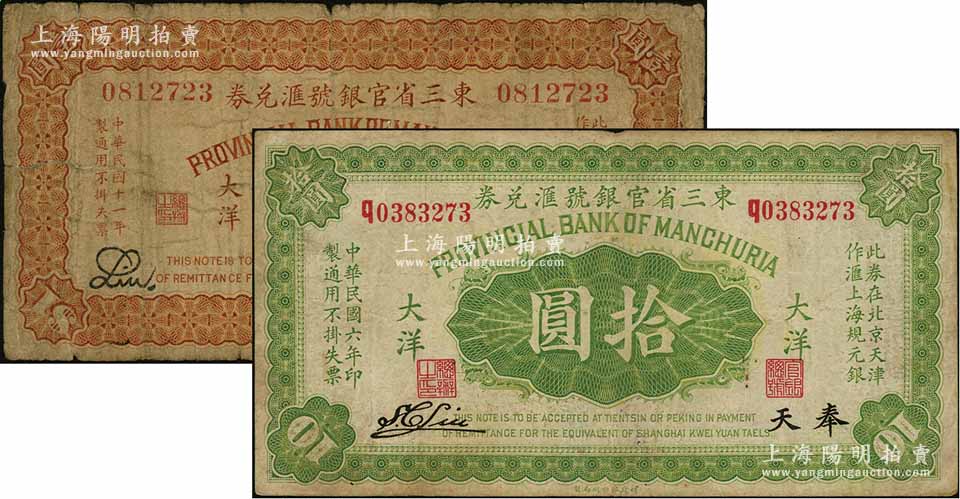 上海陽明拍賣
www.yangmingauction.com
壹圓
0812723 東三省官銀號滙兌券 0812723
中華民國十一年
製通用不掛失票
大洋
THIS NOTE IS TO
OF REMITTANCE F
1
拾圓
東三省官銀號滙兌券
拾圓
q0383273
q0383273
上海陽明拍賣
www.yangmingauction.com
PROVINCIAL BANK OF MANCHURIA
中華民國六年印
製通用不掛失票
大洋
拾圓
大洋
此券在北京天津
作滙上海規元銀
THIS NOTE IS TO BE ACCEPTED AT TIENTSIN OR PEKING IN PAYMENT
OF REMITTANCE FOR THE EQUIVALENT OF SHANGHAI KWEI YUAN TAELS
奉天
10
10
上海陽明拍賣
www.yangmingauction.com